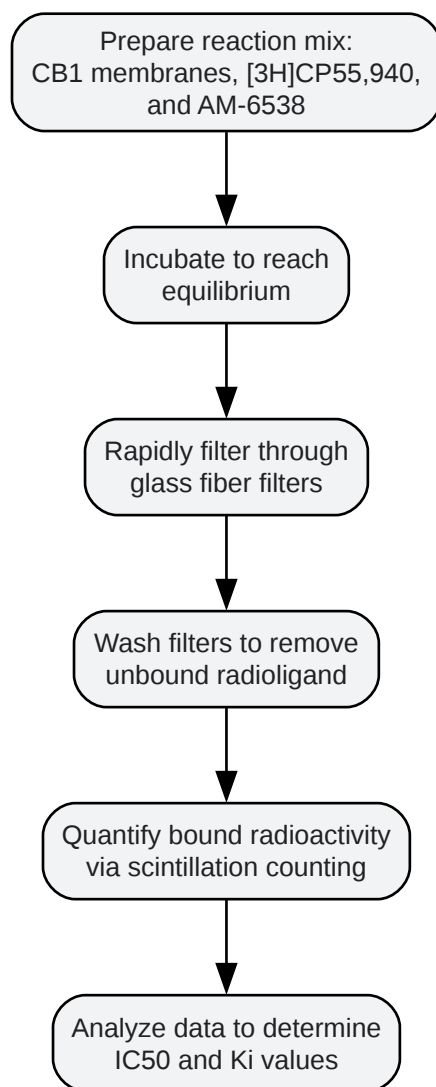 Prepare reaction mix:
CB1 membranes, [3H]CP55,940,
and AM-6538
Incubate to reach
equilibrium
Rapidly filter through
glass fiber filters
Wash filters to remove
unbound radioligand
Quantify bound radioactivity
via scintillation counting
Analyze data to determine
IC50 and Ki values